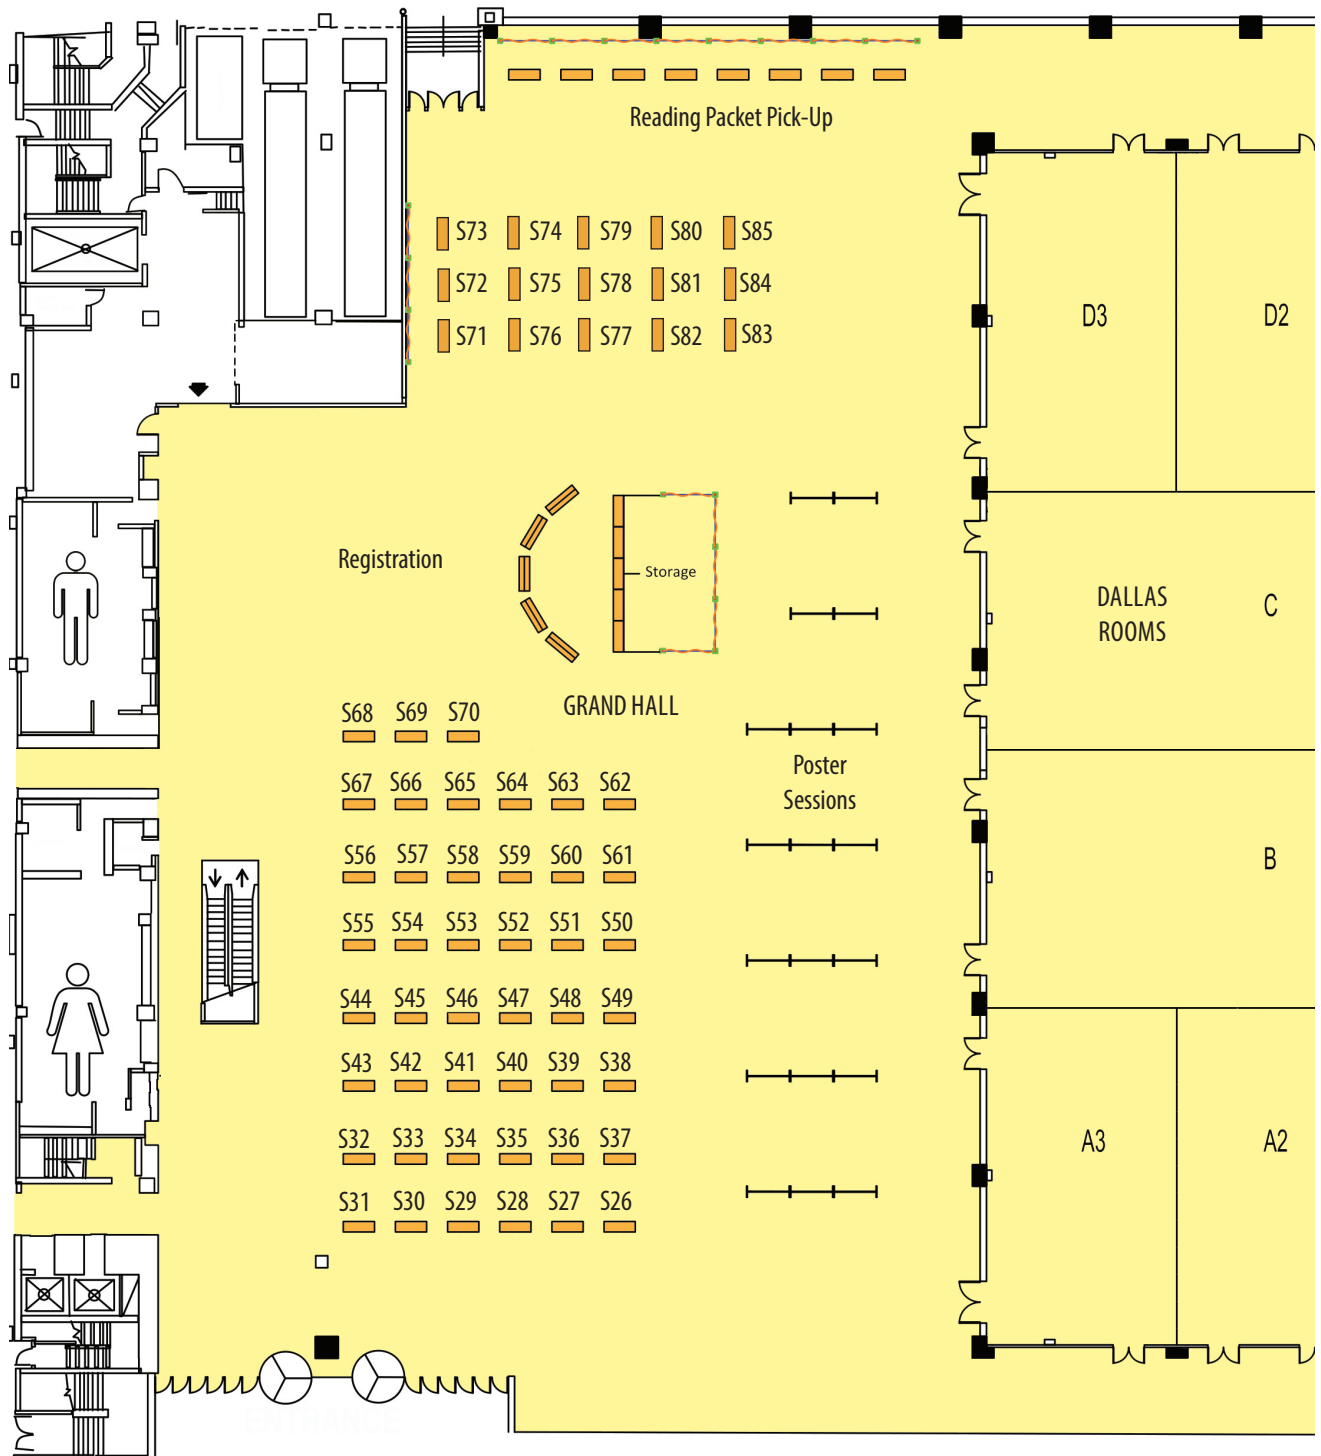 Reading Packet Pick-Up
S73 S74 S79 S80 S85
S72 S75 S78 S81 S84
S71 S76 S77 S82 S83
D3 D2
Registration
Storage
DALLAS
ROOMS
C
GRAND HALL
S68 S69 S70
Poster
Sessions
S67 S66 S65 S64 S63 S62
S56 S57 S58 S59 S60 S61
B
S55 S54 S53 S52 S51 S50
S44 S45 S46 S47 S48 S49
S43 S42 S41 S40 S39 S38
S32 S33 S34 S35 S36 S37
A3 A2
S31 S30 S29 S28 S27 S26
ENTRANCE